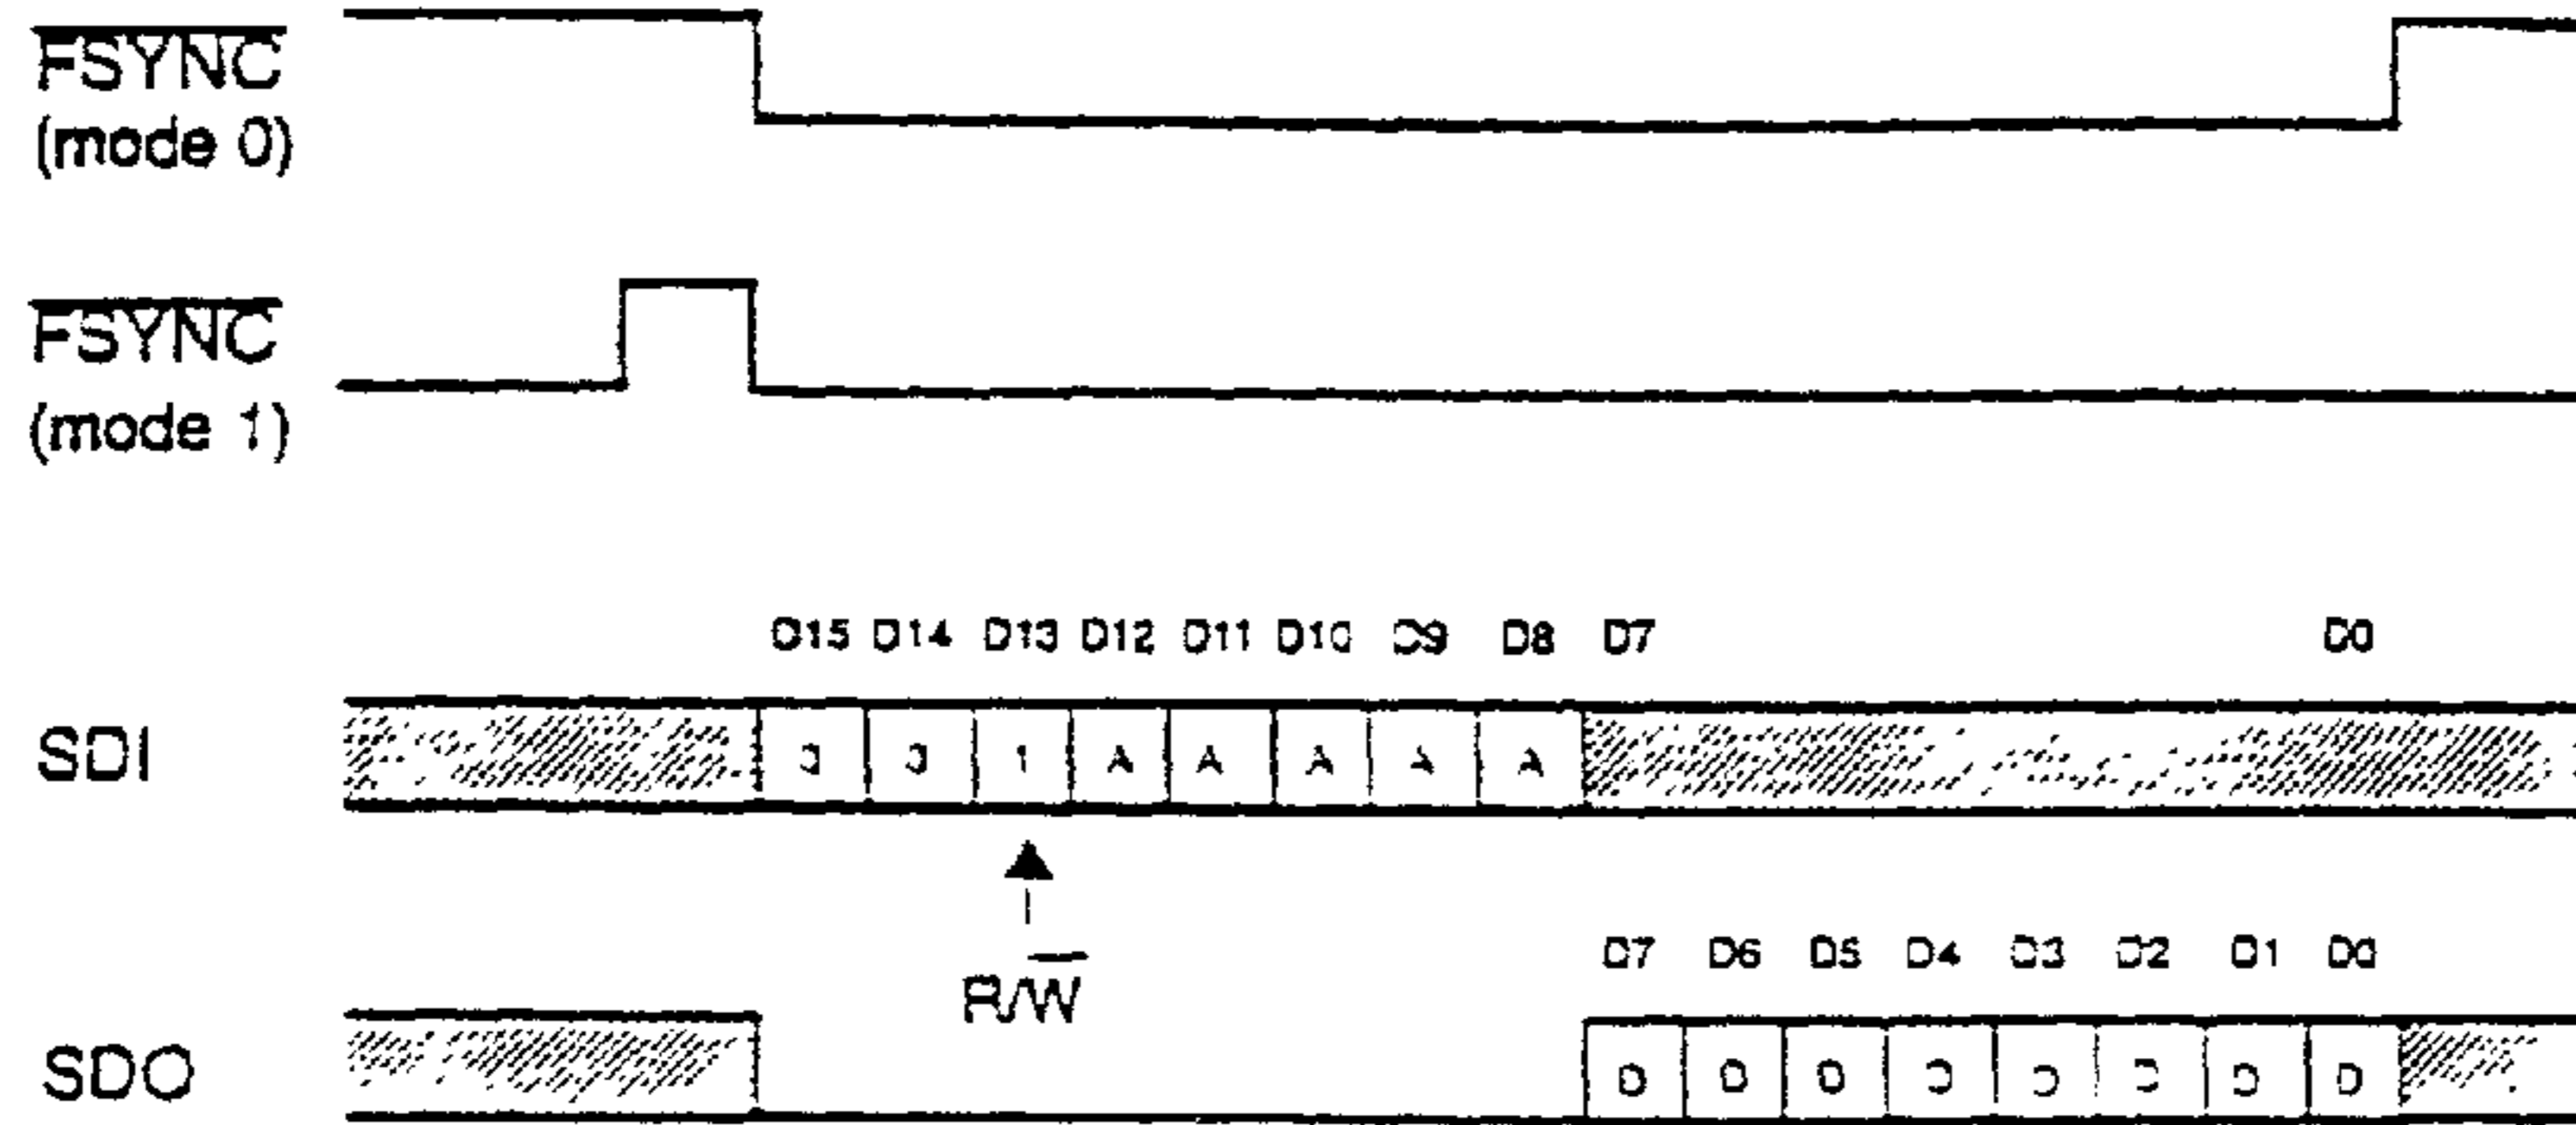 FSYNC
(mode 0)
FSYNC
(mode 1)
D15 D14 D13 D12 D11 D10 D9 D8 D7 D0
SDI 0 0 1 A A A A A
R/W
D7 D6 D5 D4 D3 D2 D1 D0
SDO D D D D D D D D